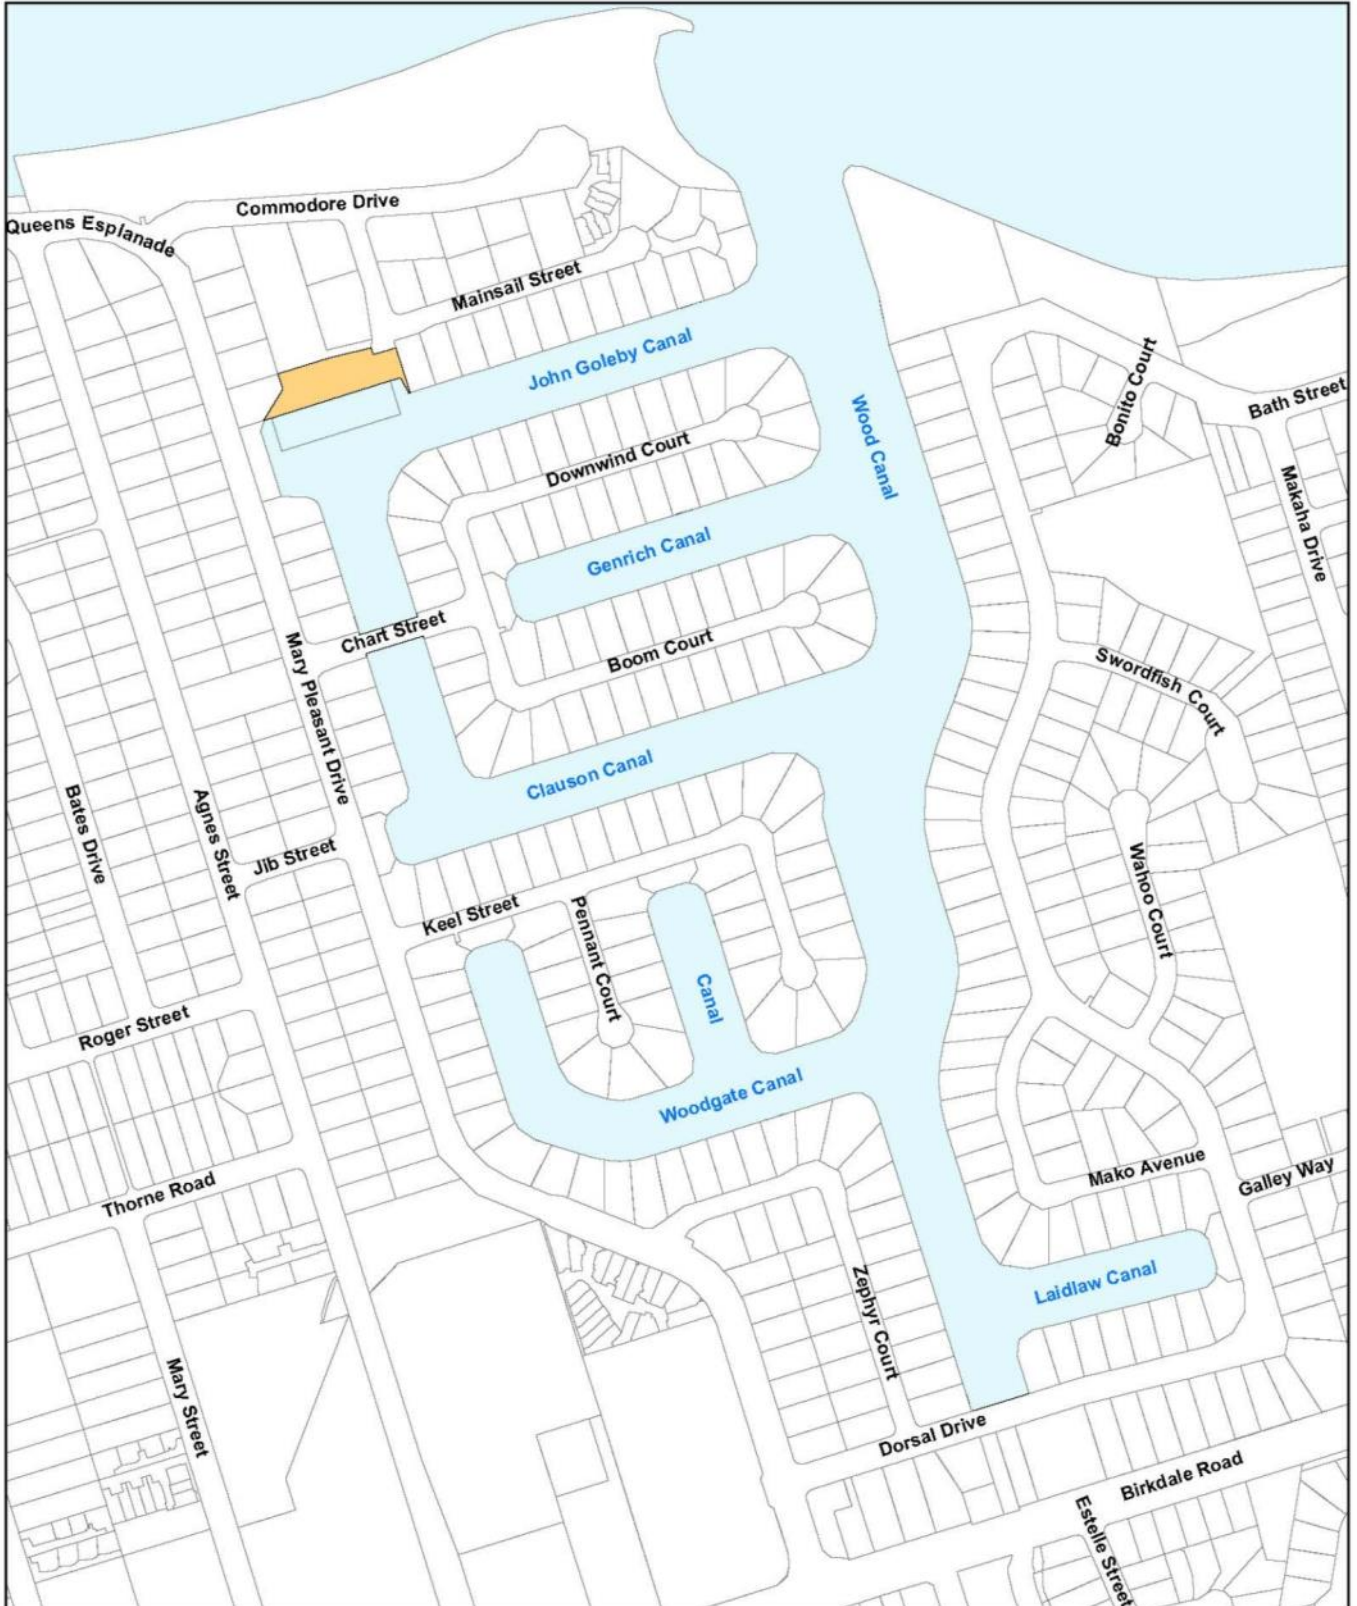 Commodore Drive
Queens Esplanade
Mainsail Street
John Goleby Canal
Bonito Court
Bath Street
Wood Canal
Downwind Court
Makaha Drive
Genrich Canal
Chart Street
Boom Court
Mary Pleasant Drive
Swordfish Court
Clauson Canal
Bates Drive
Agnes Street
Jib Street
Wahoo Court
Keel Street
Pennant Court
Canal
Roger Street
Woodgate Canal
Mako Avenue
Galley Way
Thorne Road
Laidlaw Canal
Zephyr Court
Mary Street
Dorsal Drive
Birkdale Road
Estelle Street